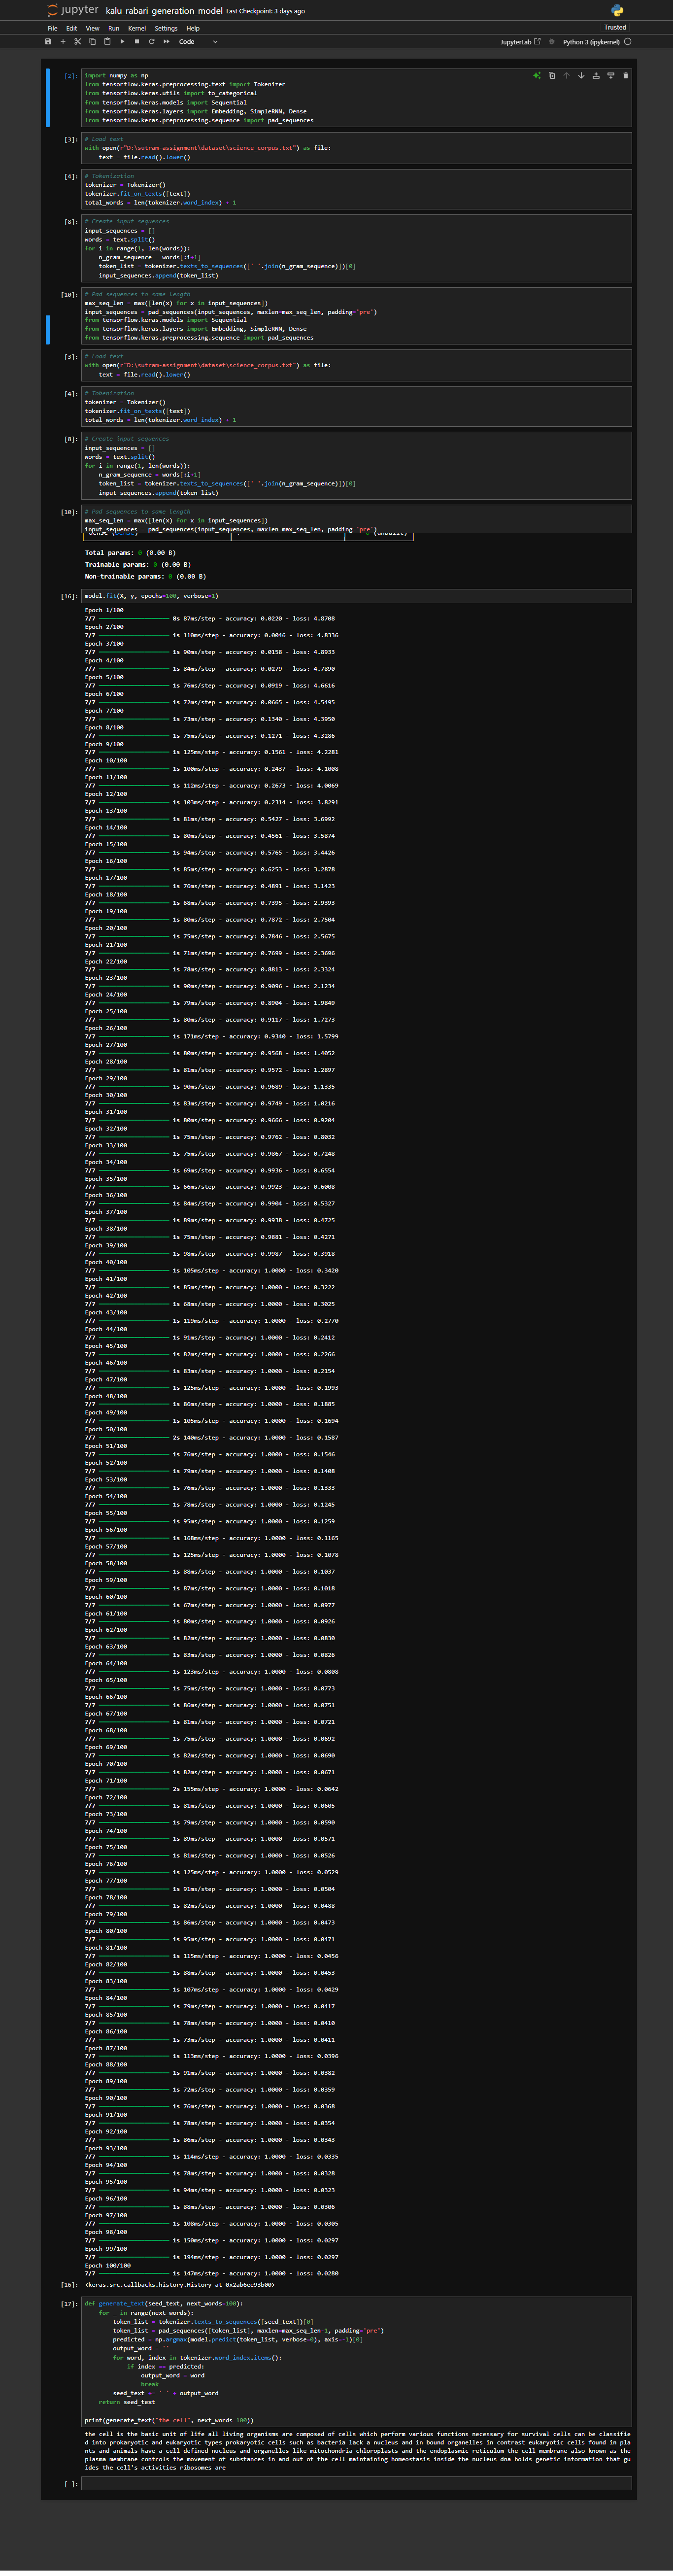 jupyter kalu_rabari_generation_model Last Checkpoint: 3 days ago
File Edit View Run Kernel Settings Help Trusted
Code JupyterLab Python 3 (ipykernel)
[2]: import numpy as np
from tensorflow.keras.preprocessing.text import Tokenizer
from tensorflow.keras.utils import to_categorical
from tensorflow.keras.models import Sequential
from tensorflow.keras.layers import Embedding, SimpleRNN, Dense
from tensorflow.keras.preprocessing.sequence import pad_sequences
[3]: # Load text
with open(r"D:\sutram-assignment\dataset\science_corpus.txt") as file:
text = file.read().lower()
[4]: # Tokenization
tokenizer = Tokenizer()
tokenizer.fit_on_texts([text])
total_words = len(tokenizer.word_index) + 1
[8]: # Create input sequences
input_sequences = []
words = text.split()
for i in range(1, len(words)):
n_gram_sequence = words[:i+1]
token_list = tokenizer.texts_to_sequences([' '.join(n_gram_sequence)])[0]
input_sequences.append(token_list)
[10]: # Pad sequences to same length
max_seq_len = max([len(x) for x in input_sequences])
input_sequences = pad_sequences(input_sequences, maxlen=max_seq_len, padding='pre')
from tensorflow.keras.models import Sequential
from tensorflow.keras.layers import Embedding, SimpleRNN, Dense
from tensorflow.keras.preprocessing.sequence import pad_sequences
[3]: # Load text
with open(r"D:\sutram-assignment\dataset\science_corpus.txt") as file:
text = file.read().lower()
[4]: # Tokenization
tokenizer = Tokenizer()
tokenizer.fit_on_texts([text])
total_words = len(tokenizer.word_index) + 1
[8]: # Create input sequences
input_sequences = []
words = text.split()
for i in range(1, len(words)):
n_gram_sequence = words[:i+1]
token_list = tokenizer.texts_to_sequences([' '.join(n_gram_sequence)])[0]
input_sequences.append(token_list)
[10]: # Pad sequences to same length
max_seq_len = max([len(x) for x in input_sequences])
input_sequences = pad_sequences(input_sequences, maxlen=max_seq_len, padding='pre')
dense (Dense) (unbuilt)
Total params: 0 (0.00 B)
Trainable params: 0 (0.00 B)
Non-trainable params: 0 (0.00 B)
[16]: model.fit(X, y, epochs=100, verbose=1)
Epoch 1/100
7/7 8s 87ms/step - accuracy: 0.0220 - loss: 4.8708
Epoch 2/100
7/7 1s 110ms/step - accuracy: 0.0046 - loss: 4.8336
Epoch 3/100
7/7 1s 90ms/step - accuracy: 0.0158 - loss: 4.8933
Epoch 4/100
7/7 1s 84ms/step - accuracy: 0.0279 - loss: 4.7890
Epoch 5/100
7/7 1s 76ms/step - accuracy: 0.0919 - loss: 4.6616
Epoch 6/100
7/7 1s 72ms/step - accuracy: 0.0665 - loss: 4.5495
Epoch 7/100
7/7 1s 73ms/step - accuracy: 0.1340 - loss: 4.3950
Epoch 8/100
7/7 1s 75ms/step - accuracy: 0.1271 - loss: 4.3286
Epoch 9/100
7/7 1s 125ms/step - accuracy: 0.1561 - loss: 4.2281
Epoch 10/100
7/7 1s 100ms/step - accuracy: 0.2437 - loss: 4.1008
Epoch 11/100
7/7 1s 112ms/step - accuracy: 0.2673 - loss: 4.0069
Epoch 12/100
7/7 1s 103ms/step - accuracy: 0.2314 - loss: 3.8291
Epoch 13/100
7/7 1s 81ms/step - accuracy: 0.5427 - loss: 3.6992
Epoch 14/100
7/7 1s 80ms/step - accuracy: 0.4561 - loss: 3.5874
Epoch 15/100
7/7 1s 94ms/step - accuracy: 0.5765 - loss: 3.4426
Epoch 16/100
7/7 1s 85ms/step - accuracy: 0.6253 - loss: 3.2878
Epoch 17/100
7/7 1s 76ms/step - accuracy: 0.4891 - loss: 3.1423
Epoch 18/100
7/7 1s 68ms/step - accuracy: 0.7395 - loss: 2.9393
Epoch 19/100
7/7 1s 80ms/step - accuracy: 0.7872 - loss: 2.7504
Epoch 20/100
7/7 1s 75ms/step - accuracy: 0.7846 - loss: 2.5675
Epoch 21/100
7/7 1s 71ms/step - accuracy: 0.7699 - loss: 2.3696
Epoch 22/100
7/7 1s 78ms/step - accuracy: 0.8813 - loss: 2.3324
Epoch 23/100
7/7 1s 90ms/step - accuracy: 0.9096 - loss: 2.1234
Epoch 24/100
7/7 1s 79ms/step - accuracy: 0.8904 - loss: 1.9849
Epoch 25/100
7/7 1s 80ms/step - accuracy: 0.9117 - loss: 1.7273
Epoch 26/100
7/7 1s 171ms/step - accuracy: 0.9340 - loss: 1.5799
Epoch 27/100
7/7 1s 80ms/step - accuracy: 0.9568 - loss: 1.4052
Epoch 28/100
7/7 1s 81ms/step - accuracy: 0.9572 - loss: 1.2897
Epoch 29/100
7/7 1s 90ms/step - accuracy: 0.9689 - loss: 1.1335
Epoch 30/100
7/7 1s 83ms/step - accuracy: 0.9749 - loss: 1.0216
Epoch 31/100
7/7 1s 80ms/step - accuracy: 0.9666 - loss: 0.9204
Epoch 32/100
7/7 1s 75ms/step - accuracy: 0.9762 - loss: 0.8032
Epoch 33/100
7/7 1s 75ms/step - accuracy: 0.9867 - loss: 0.7248
Epoch 34/100
7/7 1s 69ms/step - accuracy: 0.9936 - loss: 0.6554
Epoch 35/100
7/7 1s 66ms/step - accuracy: 0.9923 - loss: 0.6008
Epoch 36/100
7/7 1s 84ms/step - accuracy: 0.9904 - loss: 0.5327
Epoch 37/100
7/7 1s 89ms/step - accuracy: 0.9938 - loss: 0.4725
Epoch 38/100
7/7 1s 75ms/step - accuracy: 0.9881 - loss: 0.4271
Epoch 39/100
7/7 1s 98ms/step - accuracy: 0.9987 - loss: 0.3918
Epoch 40/100
7/7 1s 105ms/step - accuracy: 1.0000 - loss: 0.3420
Epoch 41/100
7/7 1s 85ms/step - accuracy: 1.0000 - loss: 0.3222
Epoch 42/100
7/7 1s 68ms/step - accuracy: 1.0000 - loss: 0.3025
Epoch 43/100
7/7 1s 119ms/step - accuracy: 1.0000 - loss: 0.2770
Epoch 44/100
7/7 1s 91ms/step - accuracy: 1.0000 - loss: 0.2412
Epoch 45/100
7/7 1s 82ms/step - accuracy: 1.0000 - loss: 0.2266
Epoch 46/100
7/7 1s 83ms/step - accuracy: 1.0000 - loss: 0.2154
Epoch 47/100
7/7 1s 125ms/step - accuracy: 1.0000 - loss: 0.1993
Epoch 48/100
7/7 1s 86ms/step - accuracy: 1.0000 - loss: 0.1885
Epoch 49/100
7/7 1s 105ms/step - accuracy: 1.0000 - loss: 0.1694
Epoch 50/100
7/7 2s 140ms/step - accuracy: 1.0000 - loss: 0.1587
Epoch 51/100
7/7 1s 76ms/step - accuracy: 1.0000 - loss: 0.1546
Epoch 52/100
7/7 1s 79ms/step - accuracy: 1.0000 - loss: 0.1408
Epoch 53/100
7/7 1s 76ms/step - accuracy: 1.0000 - loss: 0.1333
Epoch 54/100
7/7 1s 78ms/step - accuracy: 1.0000 - loss: 0.1245
Epoch 55/100
7/7 1s 95ms/step - accuracy: 1.0000 - loss: 0.1259
Epoch 56/100
7/7 1s 168ms/step - accuracy: 1.0000 - loss: 0.1165
Epoch 57/100
7/7 1s 125ms/step - accuracy: 1.0000 - loss: 0.1078
Epoch 58/100
7/7 1s 88ms/step - accuracy: 1.0000 - loss: 0.1037
Epoch 59/100
7/7 1s 87ms/step - accuracy: 1.0000 - loss: 0.1018
Epoch 60/100
7/7 1s 67ms/step - accuracy: 1.0000 - loss: 0.0977
Epoch 61/100
7/7 1s 80ms/step - accuracy: 1.0000 - loss: 0.0926
Epoch 62/100
7/7 1s 82ms/step - accuracy: 1.0000 - loss: 0.0830
Epoch 63/100
7/7 1s 83ms/step - accuracy: 1.0000 - loss: 0.0826
Epoch 64/100
7/7 1s 123ms/step - accuracy: 1.0000 - loss: 0.0808
Epoch 65/100
7/7 1s 75ms/step - accuracy: 1.0000 - loss: 0.0773
Epoch 66/100
7/7 1s 86ms/step - accuracy: 1.0000 - loss: 0.0751
Epoch 67/100
7/7 1s 81ms/step - accuracy: 1.0000 - loss: 0.0721
Epoch 68/100
7/7 1s 75ms/step - accuracy: 1.0000 - loss: 0.0692
Epoch 69/100
7/7 1s 82ms/step - accuracy: 1.0000 - loss: 0.0690
Epoch 70/100
7/7 1s 82ms/step - accuracy: 1.0000 - loss: 0.0671
Epoch 71/100
7/7 2s 155ms/step - accuracy: 1.0000 - loss: 0.0642
Epoch 72/100
7/7 1s 81ms/step - accuracy: 1.0000 - loss: 0.0605
Epoch 73/100
7/7 1s 79ms/step - accuracy: 1.0000 - loss: 0.0590
Epoch 74/100
7/7 1s 89ms/step - accuracy: 1.0000 - loss: 0.0571
Epoch 75/100
7/7 1s 81ms/step - accuracy: 1.0000 - loss: 0.0526
Epoch 76/100
7/7 1s 125ms/step - accuracy: 1.0000 - loss: 0.0529
Epoch 77/100
7/7 1s 91ms/step - accuracy: 1.0000 - loss: 0.0504
Epoch 78/100
7/7 1s 82ms/step - accuracy: 1.0000 - loss: 0.0488
Epoch 79/100
7/7 1s 86ms/step - accuracy: 1.0000 - loss: 0.0473
Epoch 80/100
7/7 1s 95ms/step - accuracy: 1.0000 - loss: 0.0471
Epoch 81/100
7/7 1s 115ms/step - accuracy: 1.0000 - loss: 0.0456
Epoch 82/100
7/7 1s 88ms/step - accuracy: 1.0000 - loss: 0.0453
Epoch 83/100
7/7 1s 107ms/step - accuracy: 1.0000 - loss: 0.0429
Epoch 84/100
7/7 1s 79ms/step - accuracy: 1.0000 - loss: 0.0417
Epoch 85/100
7/7 1s 78ms/step - accuracy: 1.0000 - loss: 0.0410
Epoch 86/100
7/7 1s 73ms/step - accuracy: 1.0000 - loss: 0.0411
Epoch 87/100
7/7 1s 113ms/step - accuracy: 1.0000 - loss: 0.0396
Epoch 88/100
7/7 1s 91ms/step - accuracy: 1.0000 - loss: 0.0382
Epoch 89/100
7/7 1s 72ms/step - accuracy: 1.0000 - loss: 0.0359
Epoch 90/100
7/7 1s 76ms/step - accuracy: 1.0000 - loss: 0.0368
Epoch 91/100
7/7 1s 78ms/step - accuracy: 1.0000 - loss: 0.0354
Epoch 92/100
7/7 1s 86ms/step - accuracy: 1.0000 - loss: 0.0343
Epoch 93/100
7/7 1s 114ms/step - accuracy: 1.0000 - loss: 0.0335
Epoch 94/100
7/7 1s 78ms/step - accuracy: 1.0000 - loss: 0.0328
Epoch 95/100
7/7 1s 94ms/step - accuracy: 1.0000 - loss: 0.0323
Epoch 96/100
7/7 1s 88ms/step - accuracy: 1.0000 - loss: 0.0306
Epoch 97/100
7/7 1s 108ms/step - accuracy: 1.0000 - loss: 0.0305
Epoch 98/100
7/7 1s 150ms/step - accuracy: 1.0000 - loss: 0.0297
Epoch 99/100
7/7 1s 194ms/step - accuracy: 1.0000 - loss: 0.0297
Epoch 100/100
7/7 1s 147ms/step - accuracy: 1.0000 - loss: 0.0280
[16]: <keras.src.callbacks.history.History at 0x2ab6ee93b00>
[17]: def generate_text(seed_text, next_words=100):
for _ in range(next_words):
token_list = tokenizer.texts_to_sequences([seed_text])[0]
token_list = pad_sequences([token_list], maxlen=max_seq_len-1, padding='pre')
predicted = np.argmax(model.predict(token_list, verbose=0), axis=-1)[0]
output_word = ''
for word, index in tokenizer.word_index.items():
if index == predicted:
output_word = word
break
seed_text += ' ' + output_word
return seed_text
print(generate_text("the cell", next_words=100))
the cell is the basic unit of life all living organisms are composed of cells which perform various functions necessary for survival cells can be classifie
d into prokaryotic and eukaryotic types prokaryotic cells such as bacteria lack a nucleus and in bound organelles in contrast eukaryotic cells found in pla
nts and animals have a cell defined nucleus and organelles like mitochondria chloroplasts and the endoplasmic reticulum the cell membrane also known as the
plasma membrane controls the movement of substances in and out of the cell maintaining homeostasis inside the nucleus dna holds genetic information that gu
ides the cell's activities ribosomes are
[ ]: